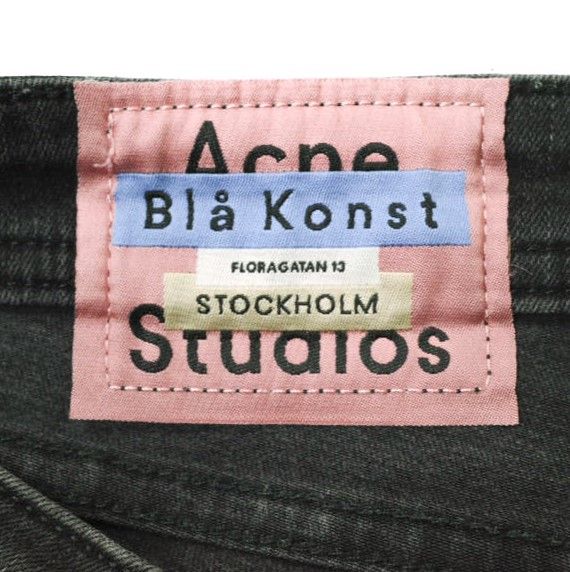 Acne
Blå Konst
FLORAGATAN 13
STOCKHOLM
Studios